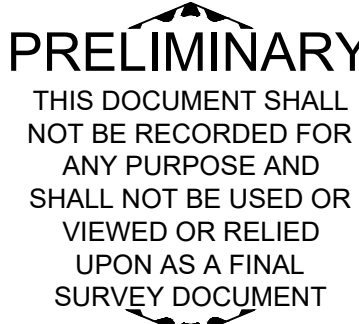 PRELIMINARY
THIS DOCUMENT SHALL
NOT BE RECORDED FOR
ANY PURPOSE AND
SHALL NOT BE USED OR
VIEWED OR RELIED
UPON AS A FINAL
SURVEY DOCUMENT